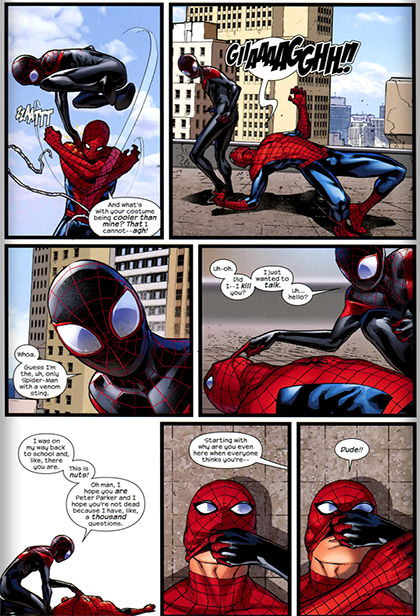 ZZAATTTT
And what's
with your costume
being cooler than
mine? That I
cannot--agh!
GHAAAAGGHH!!
Whoa.
Guess I'm
the, uh, only
Spider-Man
with a venom
sting.
Uh-oh.
Did
I--I kill
you?
I just
wanted to
talk.
Uh...
hello?
I was on
my way back
to school and,
like, there
you are.
This is
nuts!
Oh man, I
hope you are
Peter Parker and I
hope you're not dead
because I have, like,
a thousand
questions.
Starting with
why are you even
here when everyone
thinks you're--
Dude!!